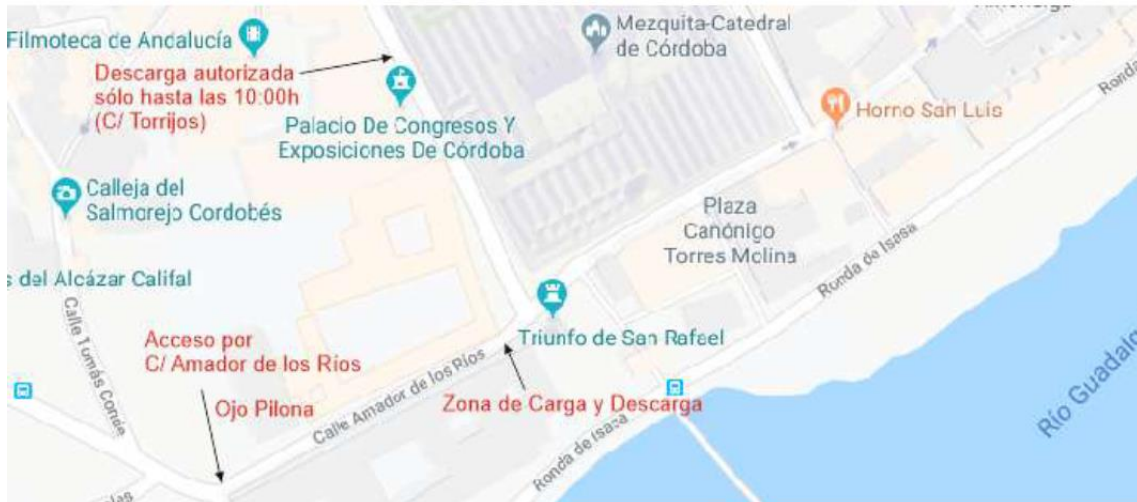 Filmoteca de Andalucía
Descarga autorizada
sólo hasta las 10:00h
(C/ Torrijos)
Mezquita-Catedral
de Córdoba
Ronda
Horno San Luis
Palacio De Congresos Y
Exposiciones De Córdoba
Calleja del
Salmorejo Cordobés
Plaza
Canónigo
Torres Molina
Ronda de Isasa
s del Alcázar Califal
Calle Tomás Conde
Triunfo de San Rafael
Acceso por
C/ Amador de los Ríos
Ojo Pilona
Calle Amador de los Ríos
Zona de Carga y Descarga
Ronda de Isasa
Río Guadalq